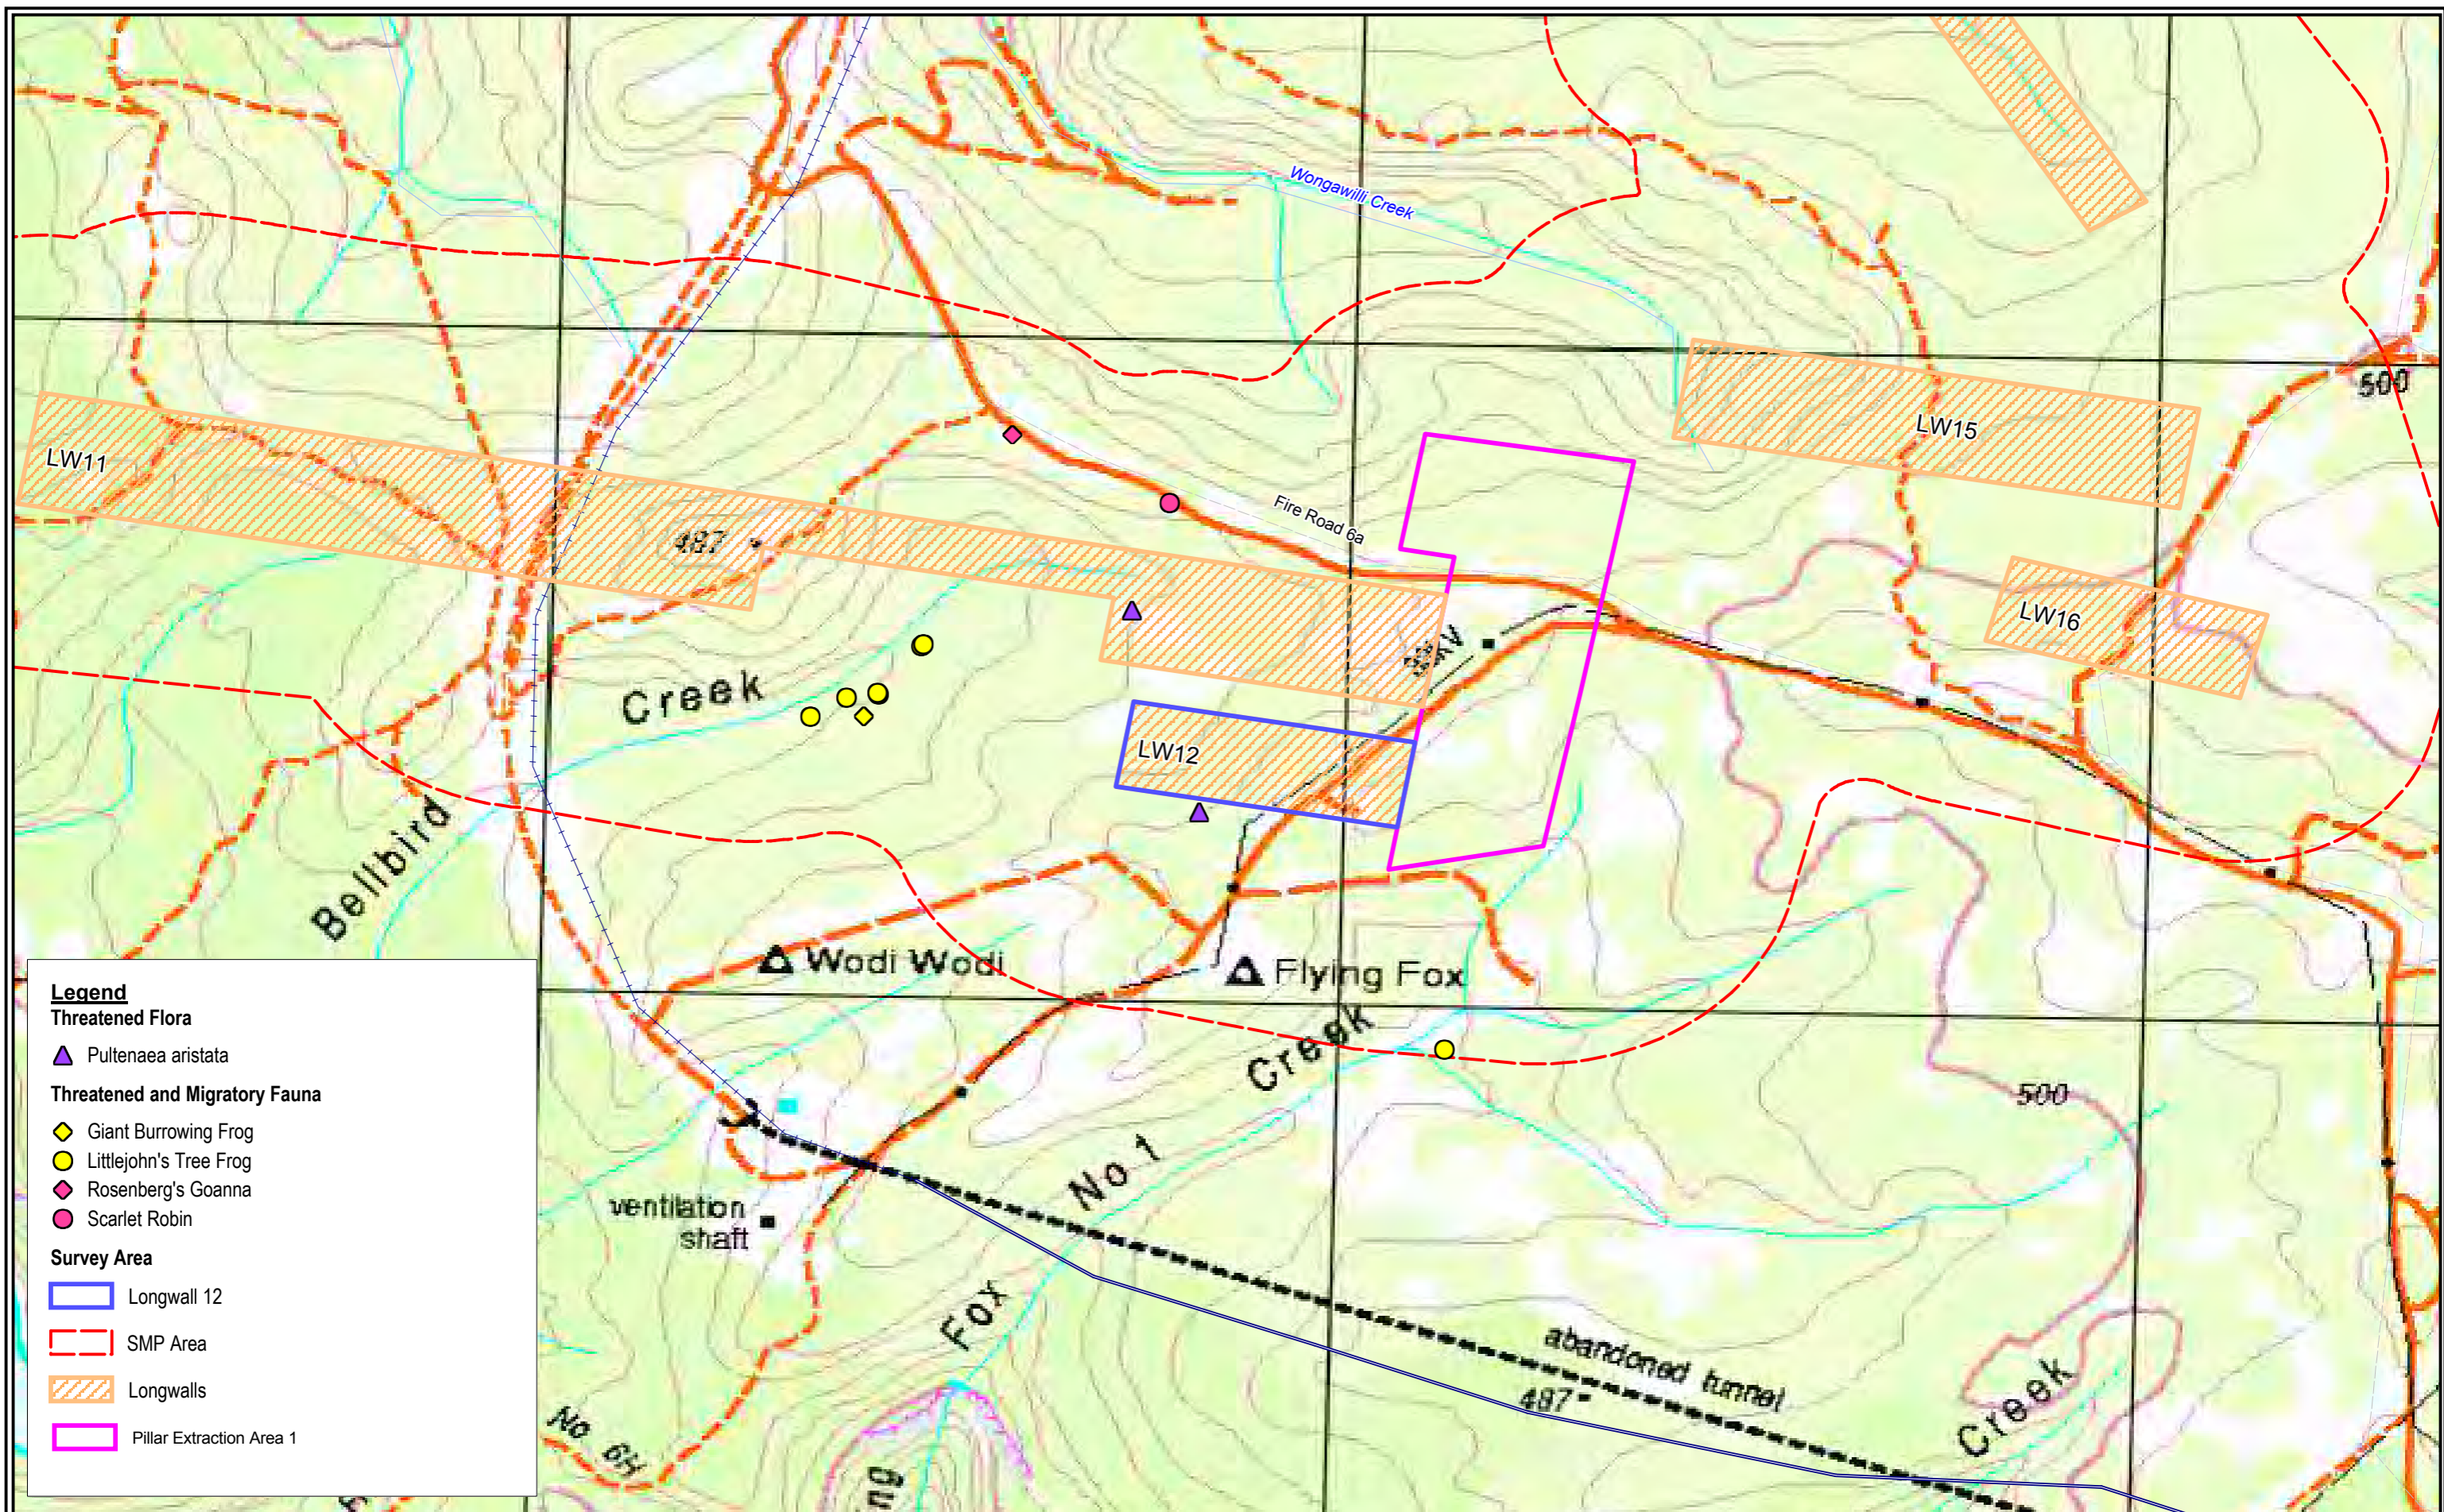 Wongawilli Creek
500
LW15
LW11
Fire Road 6a
487
LW16
Creek
LW12
Bellbird
Wodi Wodi
Flying Fox
Creek
500
No 1
ventilation
shaft
Fox
abandoned tunnel
487
Creek
No 6H
ng
Legend
Threatened Flora
Pultenaea aristata
Threatened and Migratory Fauna
Giant Burrowing Frog
Littlejohn's Tree Frog
Rosenberg's Goanna
Scarlet Robin
Survey Area
Longwall 12
SMP Area
Longwalls
Pillar Extraction Area 1